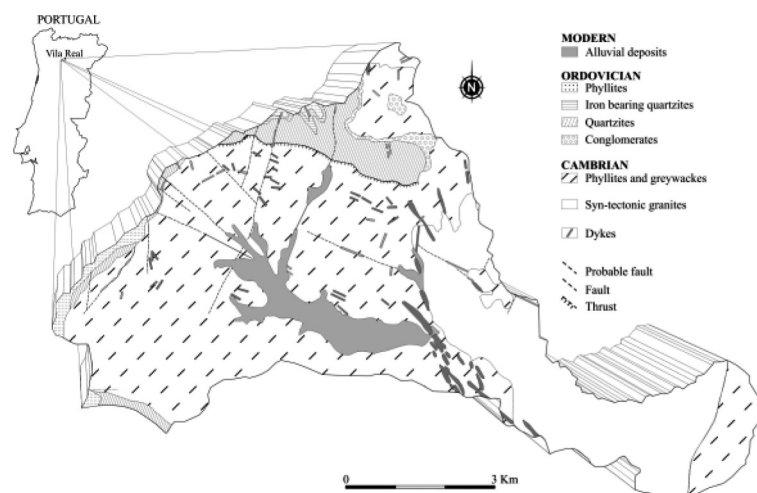 PORTUGAL
Vila Real
N
MODERN
Alluvial deposits
ORDOVICIAN
Phyllites
Iron bearing quartzites
Quartzites
Conglomerates
CAMBRIAN
Phyllites and greywackes
Syn-tectonic granites
Dykes
Probable fault
Fault
Thrust
0 3 Km